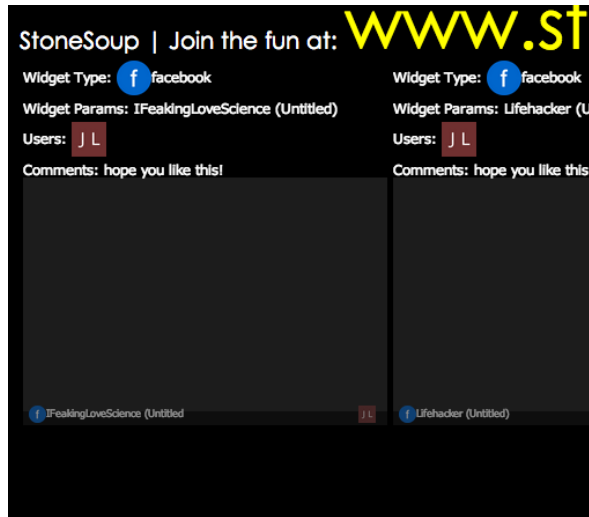 StoneSoup | Join the fun at: www.st
Widget Type: f facebook
Widget Params: IFeakingLoveScience (Untitled)
Users: J L
Comments: hope you like this!
f IFeakingLoveScience (Untitled
J L
Widget Type: f facebook
Widget Params: Lifehacker (U
Users: J L
Comments: hope you like this
f Lifehacker (Untitled)